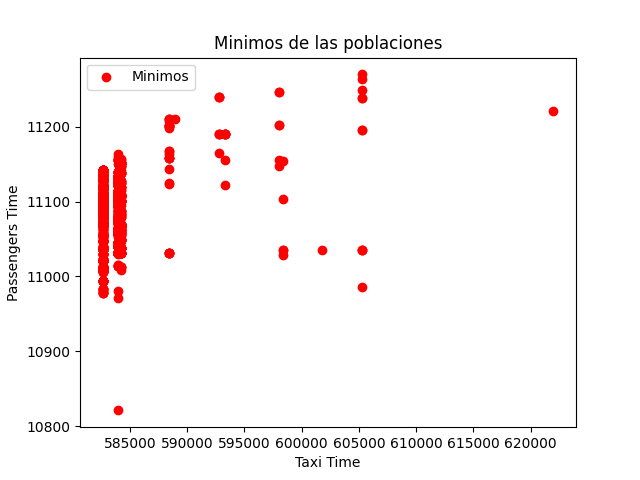 Minimos de las poblaciones
Minimos
11200
11100
11000
10900
10800
Passengers Time
585000 590000 595000 600000 605000 610000 615000 620000
Taxi Time